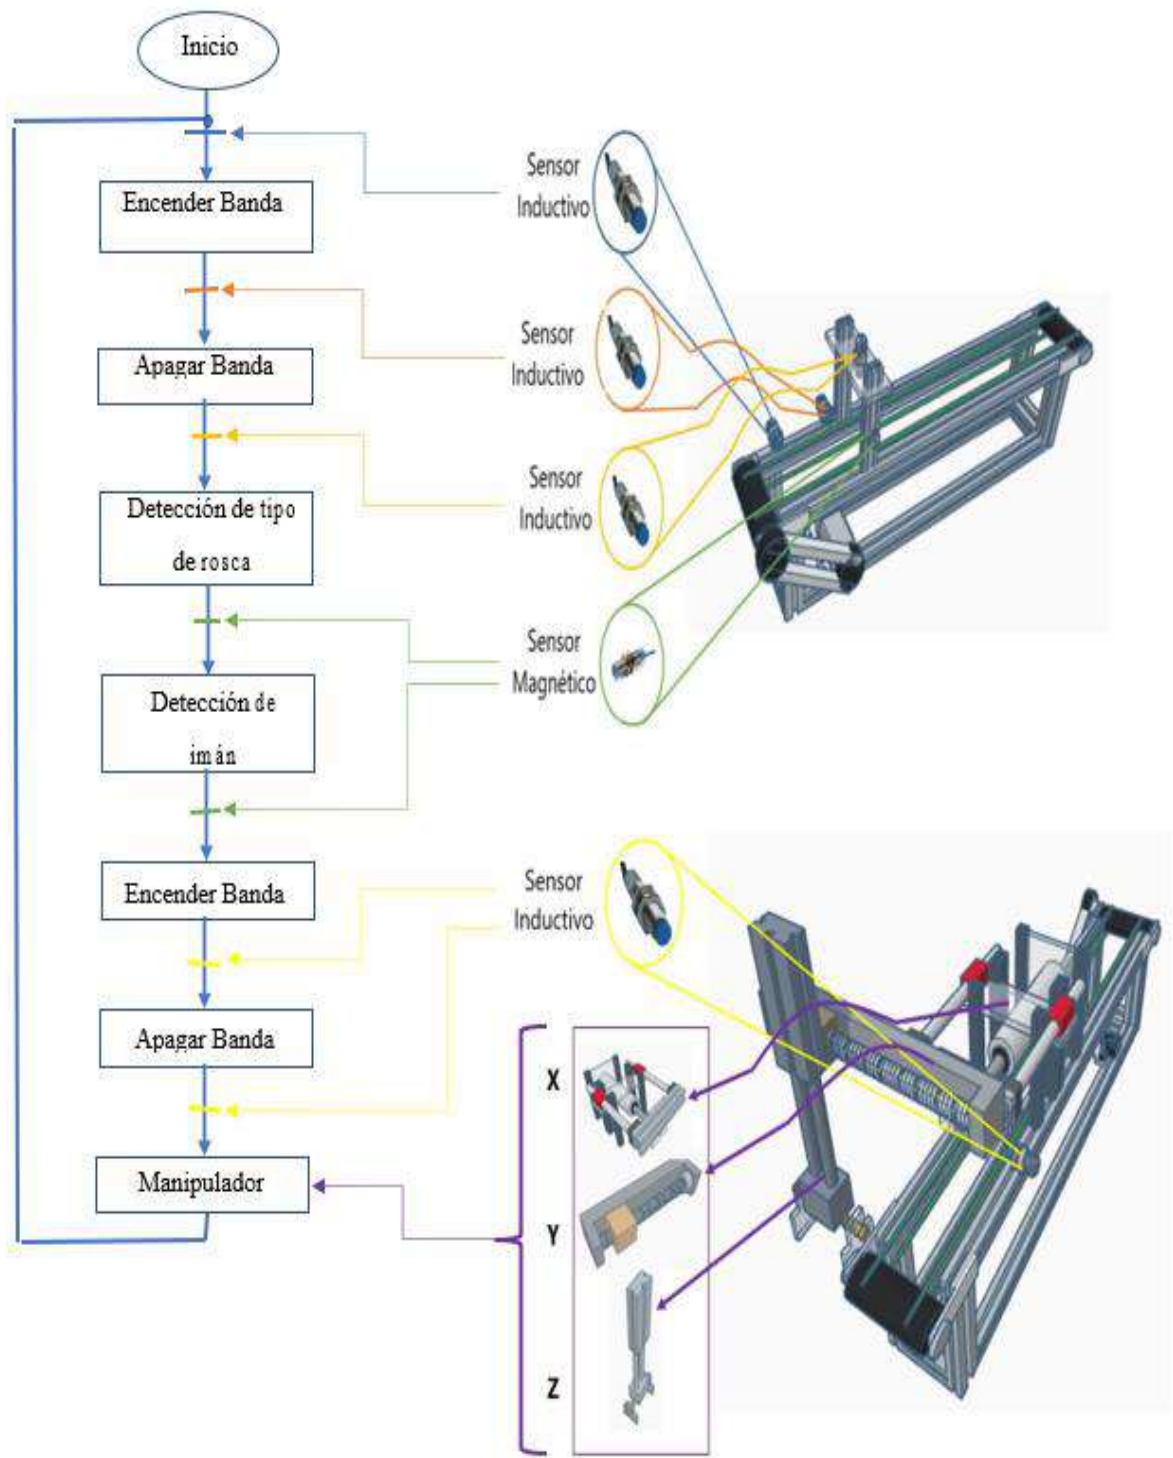 Inicio
Encender Banda
Apagar Banda
Detección de tipo
de rosca
Detección de
imán
Encender Banda
Apagar Banda
Manipulador
Sensor
Inductivo
Sensor
Inductivo
Sensor
Inductivo
Sensor
Magnético
Sensor
Inductivo
X
Y
Z